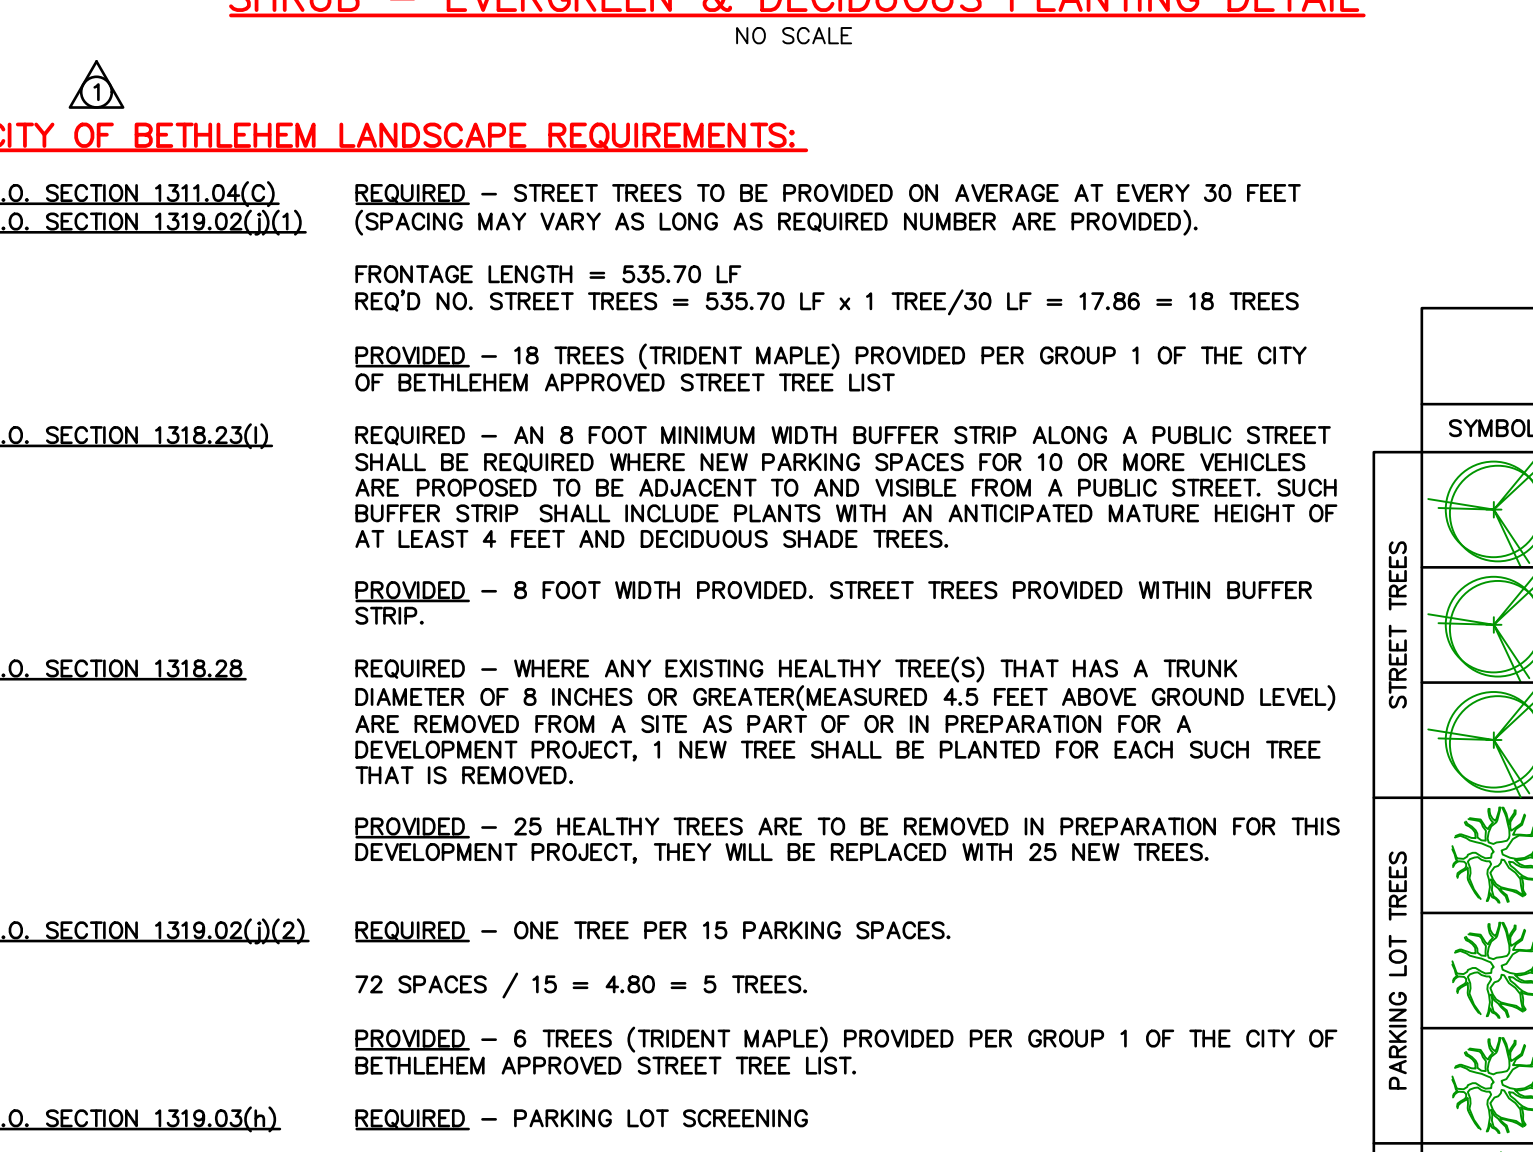 SHRUB – EVERGREEN & DECIDUOUS PLANTING DETAIL
NO SCALE
1
CITY OF BETHLEHEM LANDSCAPE REQUIREMENTS:
.O. SECTION 1311.04(C)
.O. SECTION 1319.02(j)(1)
REQUIRED – STREET TREES TO BE PROVIDED ON AVERAGE AT EVERY 30 FEET
(SPACING MAY VARY AS LONG AS REQUIRED NUMBER ARE PROVIDED).
FRONTAGE LENGTH = 535.70 LF
REQ'D NO. STREET TREES = 535.70 LF x 1 TREE/30 LF = 17.86 = 18 TREES
PROVIDED – 18 TREES (TRIDENT MAPLE) PROVIDED PER GROUP 1 OF THE CITY
OF BETHLEHEM APPROVED STREET TREE LIST
.O. SECTION 1318.23(I)
REQUIRED – AN 8 FOOT MINIMUM WIDTH BUFFER STRIP ALONG A PUBLIC STREET
SHALL BE REQUIRED WHERE NEW PARKING SPACES FOR 10 OR MORE VEHICLES
ARE PROPOSED TO BE ADJACENT TO AND VISIBLE FROM A PUBLIC STREET. SUCH
BUFFER STRIP SHALL INCLUDE PLANTS WITH AN ANTICIPATED MATURE HEIGHT OF
AT LEAST 4 FEET AND DECIDUOUS SHADE TREES.
PROVIDED – 8 FOOT WIDTH PROVIDED. STREET TREES PROVIDED WITHIN BUFFER
STRIP.
.O. SECTION 1318.28
REQUIRED – WHERE ANY EXISTING HEALTHY TREE(S) THAT HAS A TRUNK
DIAMETER OF 8 INCHES OR GREATER(MEASURED 4.5 FEET ABOVE GROUND LEVEL)
ARE REMOVED FROM A SITE AS PART OF OR IN PREPARATION FOR A
DEVELOPMENT PROJECT, 1 NEW TREE SHALL BE PLANTED FOR EACH SUCH TREE
THAT IS REMOVED.
PROVIDED – 25 HEALTHY TREES ARE TO BE REMOVED IN PREPARATION FOR THIS
DEVELOPMENT PROJECT, THEY WILL BE REPLACED WITH 25 NEW TREES.
.O. SECTION 1319.02(j)(2)
REQUIRED – ONE TREE PER 15 PARKING SPACES.
72 SPACES / 15 = 4.80 = 5 TREES.
PROVIDED – 6 TREES (TRIDENT MAPLE) PROVIDED PER GROUP 1 OF THE CITY OF
BETHLEHEM APPROVED STREET TREE LIST.
.O. SECTION 1319.03(h)
REQUIRED – PARKING LOT SCREENING
SYMBOL
STREET TREES
PARKING LOT TREES